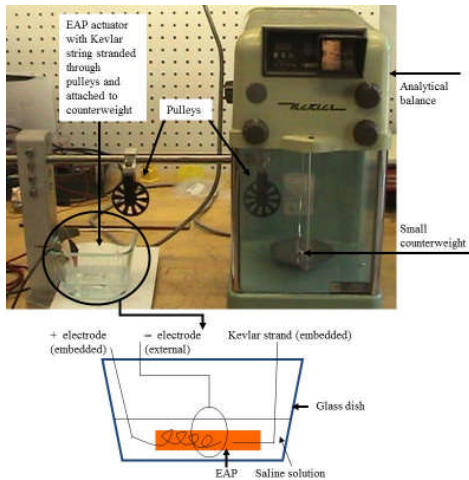 EAP actuator
with Kevlar
string stranded
through
pulleys and
attached to
counterweight
Pulleys
Mettler
Analytical
balance
Small
counterweight
+ electrode
(embedded)
− electrode
(external)
Kevlar strand (embedded)
Glass dish
EAP
Saline solution